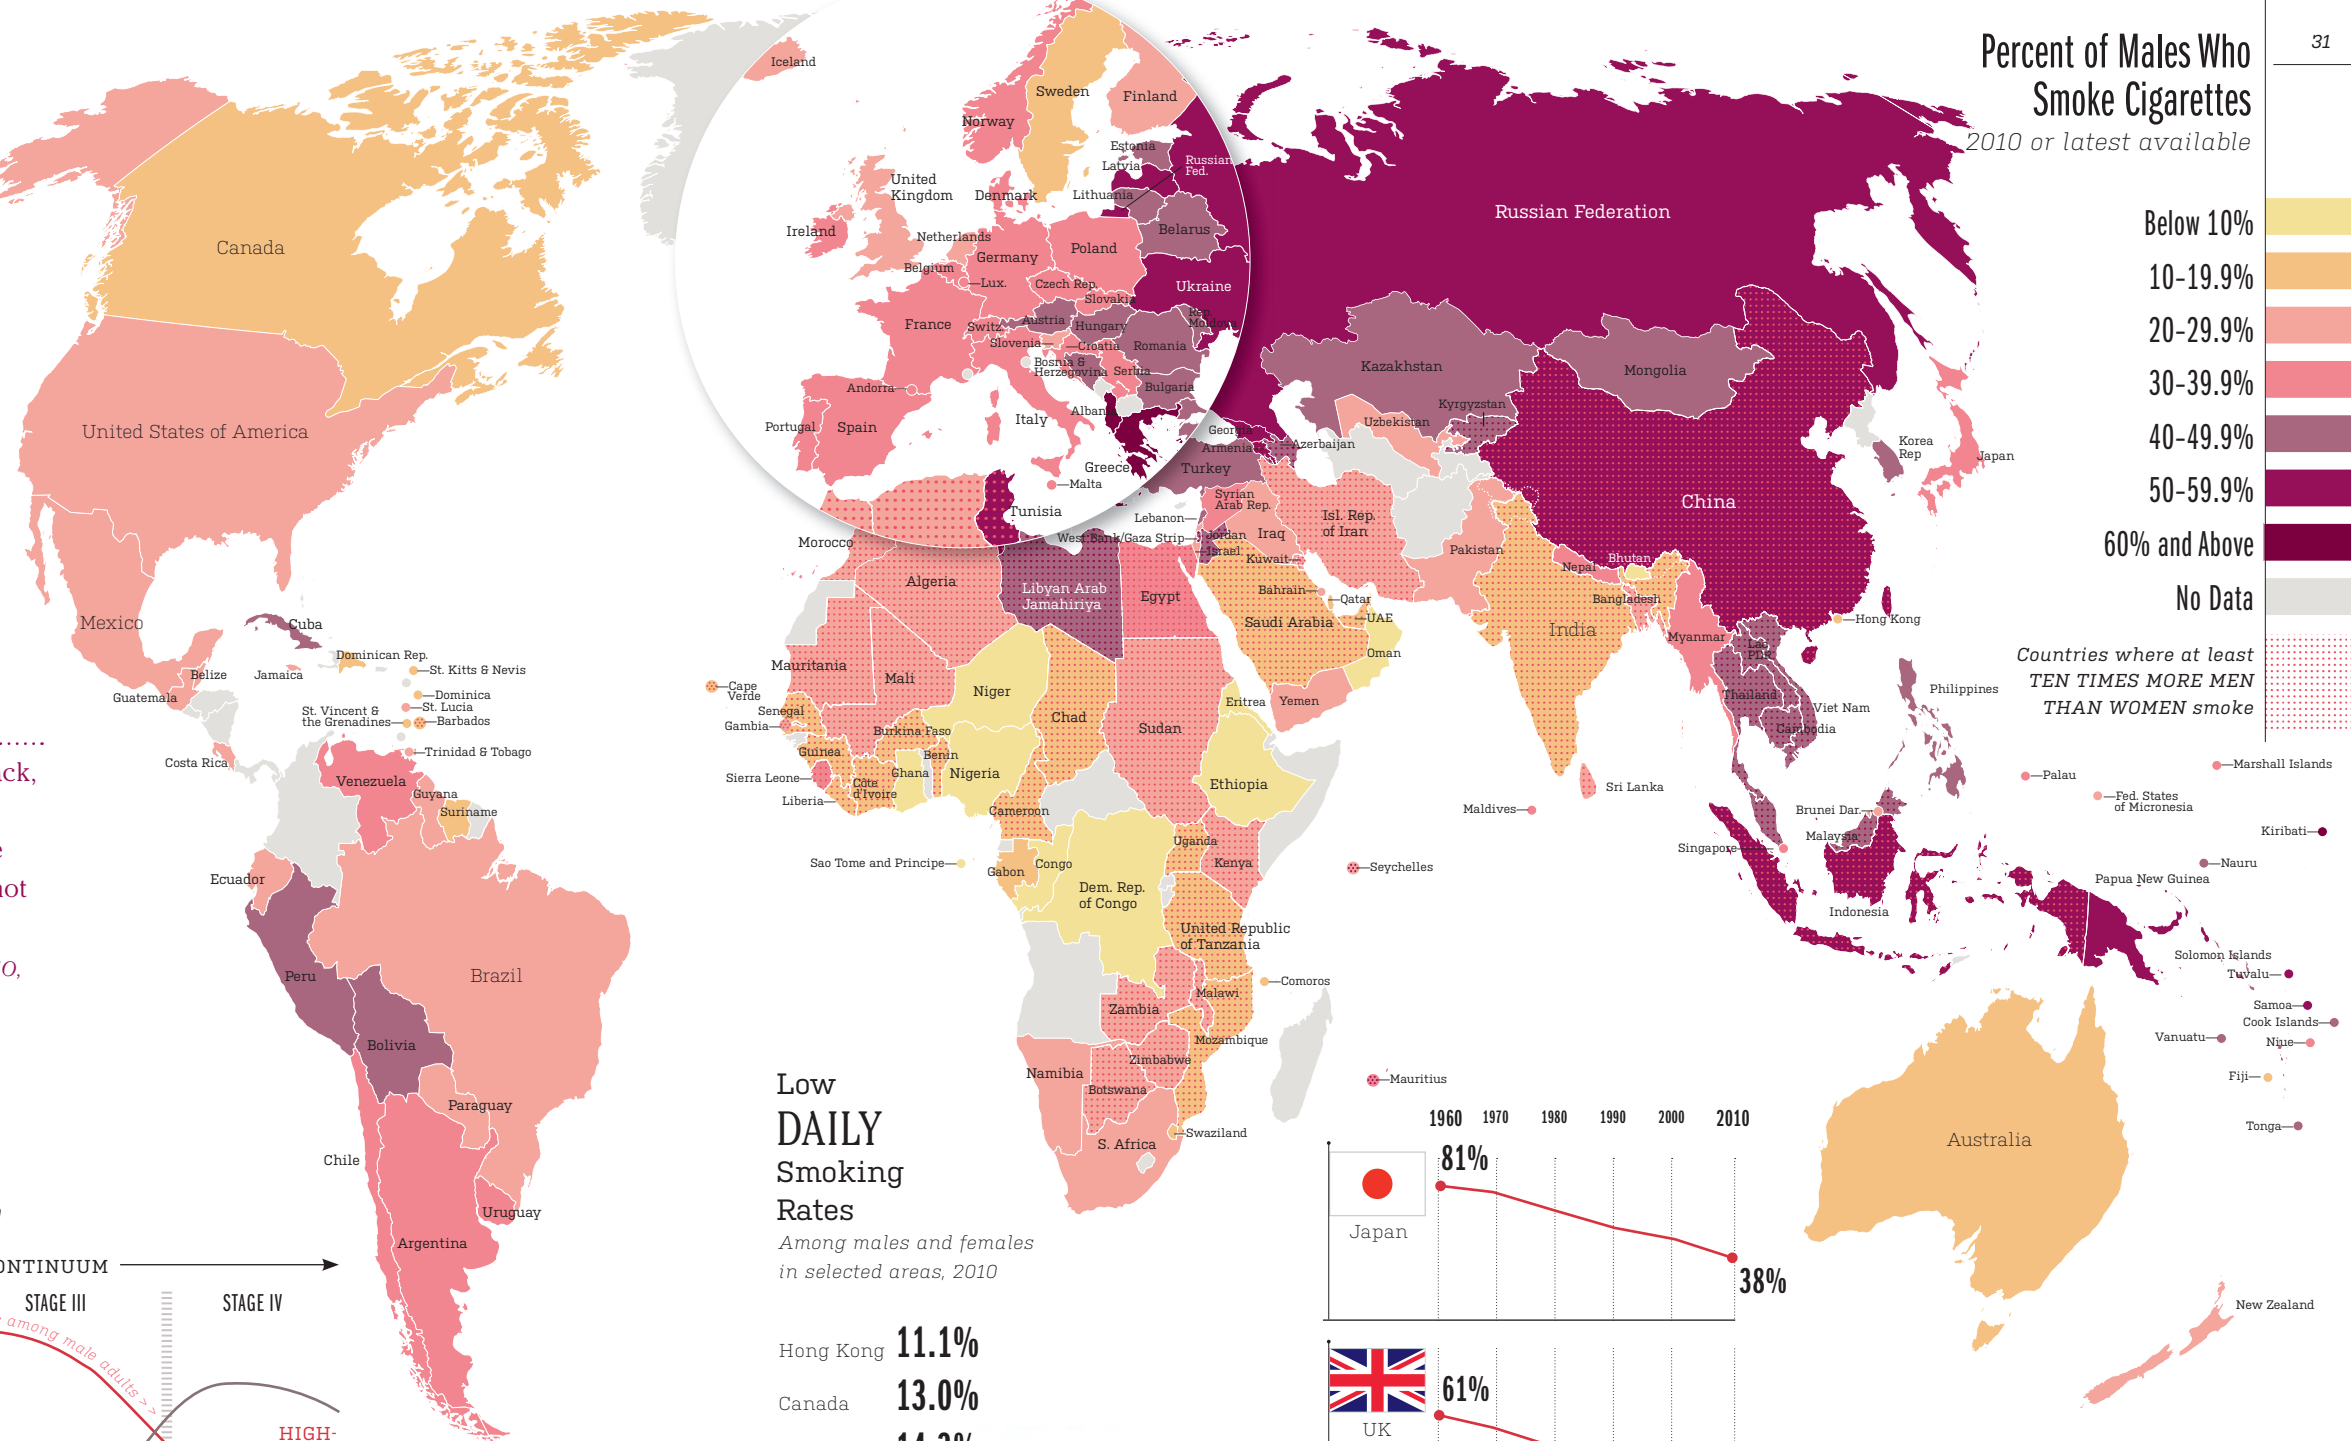 31
Percent of Males Who
Smoke Cigarettes
2010 or latest available
Below 10%
10–19.9%
20–29.9%
30–39.9%
40–49.9%
50–59.9%
60% and Above
No Data
Countries where at least
TEN TIMES MORE MEN
THAN WOMEN smoke
Canada
United States of America
Mexico
Cuba
Dominican Rep.
Belize
Jamaica
Guatemala
St. Kitts & Nevis
Dominica
St. Lucia
St. Vincent &
the Grenadines
Barbados
Trinidad & Tobago
Costa Rica
Venezuela
Guyana
Suriname
Ecuador
Peru
Brazil
Bolivia
Paraguay
Chile
Uruguay
Argentina
Iceland
Sweden
Finland
Norway
Estonia
Latvia
Russian
Fed.
United
Kingdom
Denmark
Lithuania
Ireland
Netherlands
Belarus
Poland
Germany
Belgium
Lux.
Czech Rep.
Ukraine
Slovakia
France
Switz.
Austria
Hungary
Rep.
Moldova
Slovenia
Croatia
Romania
Bosnia &
Herzegovina
Serbia
Andorra
Bulgaria
Albania
Italy
Portugal
Spain
Greece
Malta
Tunisia
Russian Federation
Kazakhstan
Mongolia
Kyrgyzstan
Uzbekistan
Georgia
Azerbaijan
Armenia
Turkey
Korea
Rep
Japan
China
Syrian
Arab Rep.
Lebanon
Isl. Rep.
of Iran
West Bank/Gaza Strip
Jordan
Iraq
Israel
Pakistan
Kuwait
Bhutan
Nepal
Morocco
Algeria
Libyan Arab
Jamahiriya
Egypt
Bahrain
Qatar
Saudi Arabia
UAE
Oman
Bangladesh
India
Myanmar
Hong Kong
Lao
PDR
Thailand
Viet Nam
Cambodia
Philippines
Mauritania
Mali
Niger
Cape
Verde
Senegal
Gambia
Burkina Faso
Chad
Sudan
Eritrea
Yemen
Guinea
Benin
Ghana
Nigeria
Sierra Leone
Côte
d'Ivoire
Liberia
Cameroon
Ethiopia
Sri Lanka
Maldives
Brunei Dar.
Malaysia
Singapore
Palau
Marshall Islands
Fed. States
of Micronesia
Kiribati
Nauru
Papua New Guinea
Indonesia
Sao Tome and Principe
Gabon
Congo
Uganda
Kenya
Dem. Rep.
of Congo
Seychelles
United Republic
of Tanzania
Comoros
Malawi
Zambia
Mozambique
Zimbabwe
Namibia
Botswana
Mauritius
Swaziland
S. Africa
Solomon Islands
Tuvalu
Samoa
Cook Islands
Vanuatu
Niue
Fiji
Tonga
Australia
New Zealand
ck,
not
O,
ONTINUUM
STAGE III
STAGE IV
among male adults > >
HIGH-
Low
DAILY
Smoking
Rates
Among males and females
in selected areas, 2010
Hong Kong 11.1%
Canada 13.0%
1960 1970 1980 1990 2000 2010
81%
Japan
38%
61%
UK